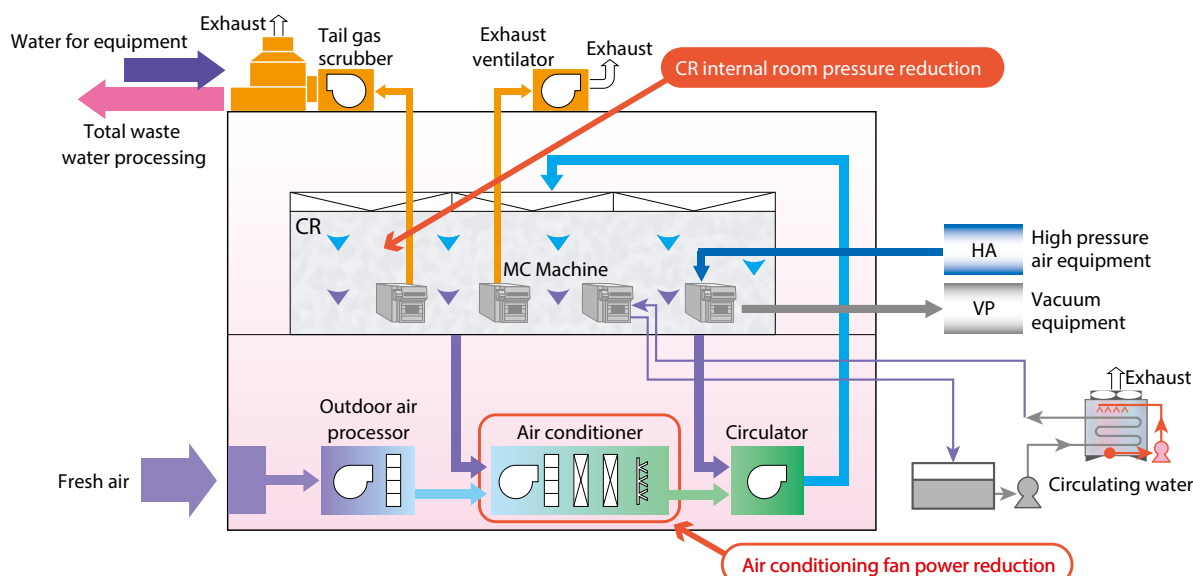 Exhaust
Water for equipment
Tail gas
scrubber
Exhaust
ventilator
Exhaust
CR internal room pressure reduction
Total waste
water processing
CR
MC Machine
HA
High pressure
air equipment
VP
Vacuum
equipment
Exhaust
Outdoor air
processor
Air conditioner
Circulator
Fresh air
Circulating water
Air conditioning fan power reduction